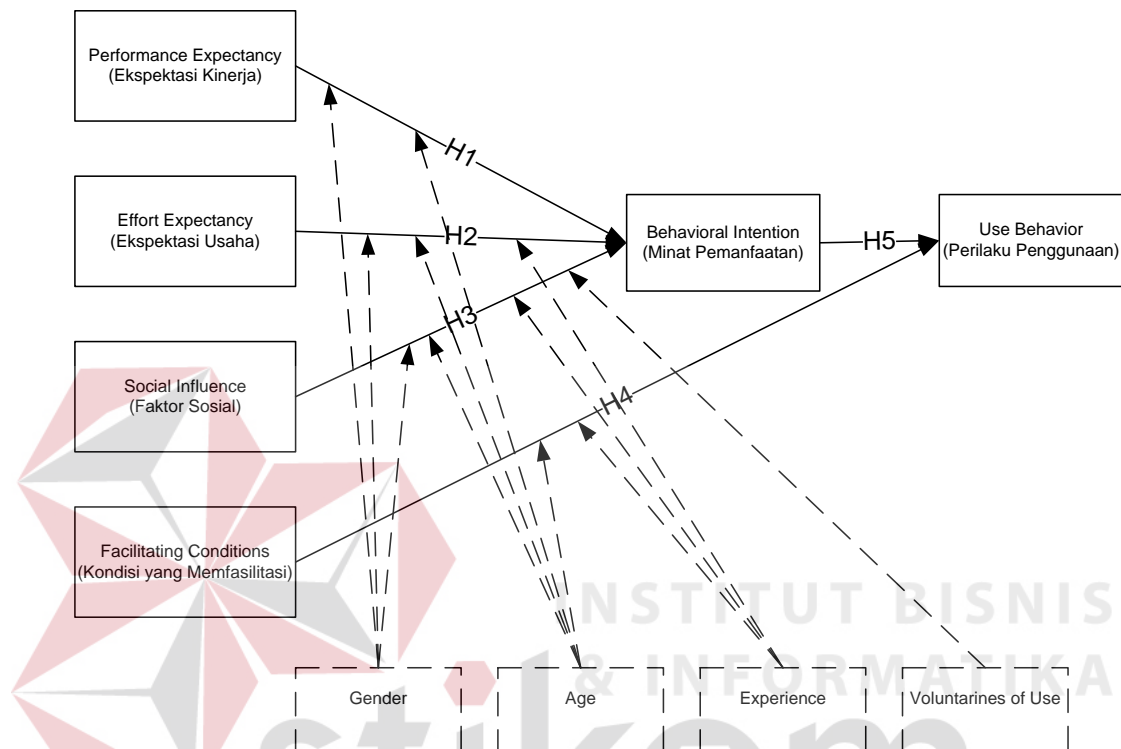 Performance Expectancy
(Ekspektasi Kinerja)
H1
Effort Expectancy
(Ekspektasi Usaha)
H2
Behavioral Intention
(Minat Pemanfaatan)
H5
Use Behavior
(Perilaku Penggunaan)
Social Influence
(Faktor Sosial)
H3
H4
Facilitating Conditions
(Kondisi yang Memfasilitasi)
INSTITUT BISNIS
& INFORMATIKA
Gender
Age
Experience
Voluntarines of Use
stikom